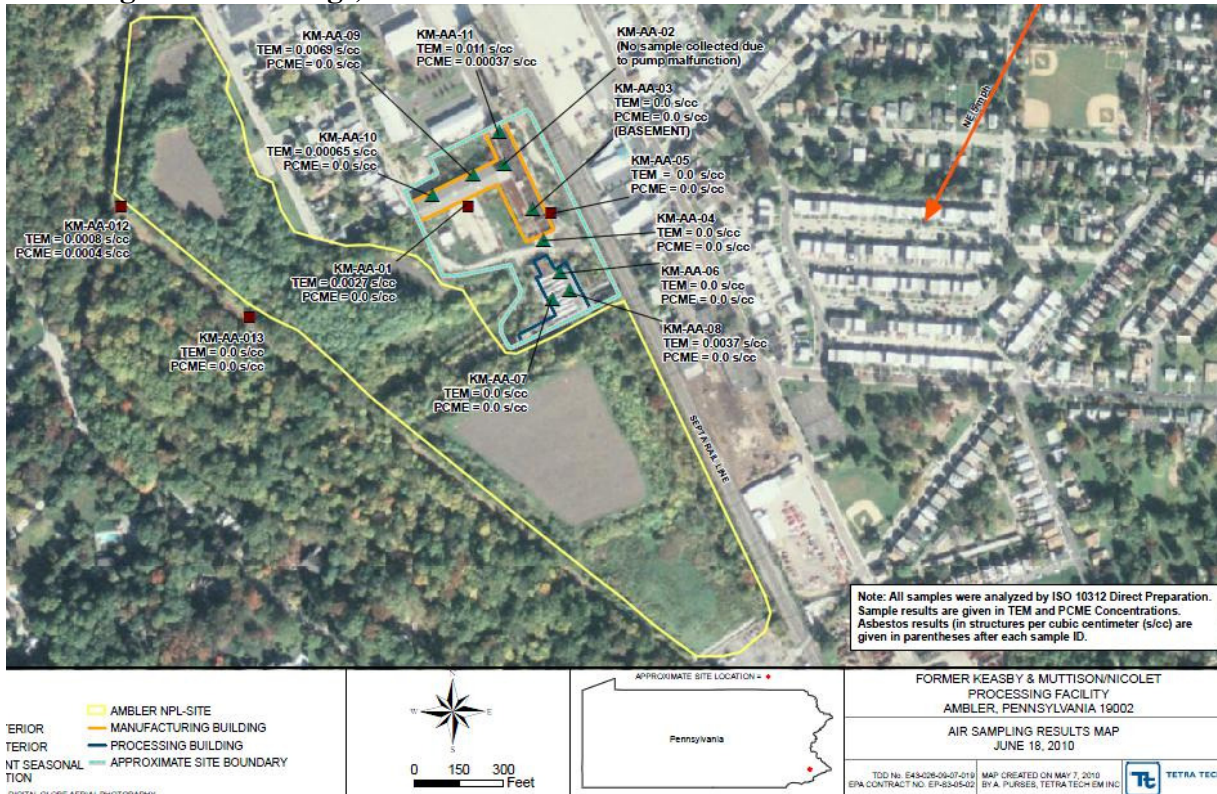 KM-AA-09
TEM = 0.0069 s/cc
PCME = 0.0 s/cc
KM-AA-11
TEM = 0.011 s/cc
PCME = 0.00037 s/cc
KM-AA-02
(No sample collected due
to pump malfunction)
KM-AA-03
TEM = 0.0 s/cc
PCME = 0.0 s/cc
(BASEMENT)
KM-AA-10
TEM = 0.00065 s/cc
PCME = 0.0 s/cc
KM-AA-05
TEM = 0.0 s/cc
PCME = 0.0 s/cc
NE/5mph
KM-AA-012
TEM = 0.0008 s/cc
PCME = 0.0004 s/cc
KM-AA-04
TEM = 0.0 s/cc
PCME = 0.0 s/cc
KM-AA-01
TEM = 0.0027 s/cc
PCME = 0.0 s/cc
KM-AA-06
TEM = 0.0 s/cc
PCME = 0.0 s/cc
KM-AA-013
TEM = 0.0 s/cc
PCME = 0.0 s/cc
KM-AA-08
TEM = 0.0037 s/cc
PCME = 0.0 s/cc
KM-AA-07
TEM = 0.0 s/cc
PCME = 0.0 s/cc
SEPTA RAIL LINE
Note: All samples were analyzed by ISO 10312 Direct Preparation.
Sample results are given in TEM and PCME Concentrations.
Asbestos results (in structures per cubic centimeter (s/cc) are
given in parentheses after each sample ID.
ERIOR
TERIOR
NT SEASONAL
TION
AMBLER NPL-SITE
MANUFACTURING BUILDING
PROCESSING BUILDING
APPROXIMATE SITE BOUNDARY
N
W E
S
0 150 300
Feet
APPROXIMATE SITE LOCATION =
Pennsylvania
FORMER KEASBY & MUTTISON/NICOLET
PROCESSING FACILITY
AMBLER, PENNSYLVANIA 19002
AIR SAMPLING RESULTS MAP
JUNE 18, 2010
TDD No. E43-026-09-07-019
EPA CONTRACT NO. EP-S3-05-02
MAP CREATED ON MAY 7, 2010
BY A. PURSES, TETRA TECH EM INC
Tt
TETRA TEC